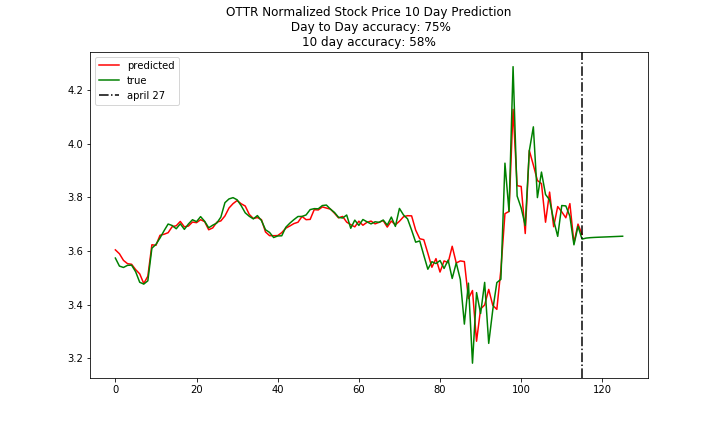 OTTR Normalized Stock Price 10 Day Prediction
Day to Day accuracy: 75%
10 day accuracy: 58%
predicted
true
april 27
4.2
4.0
3.8
3.6
3.4
3.2
0 20 40 60 80 100 120